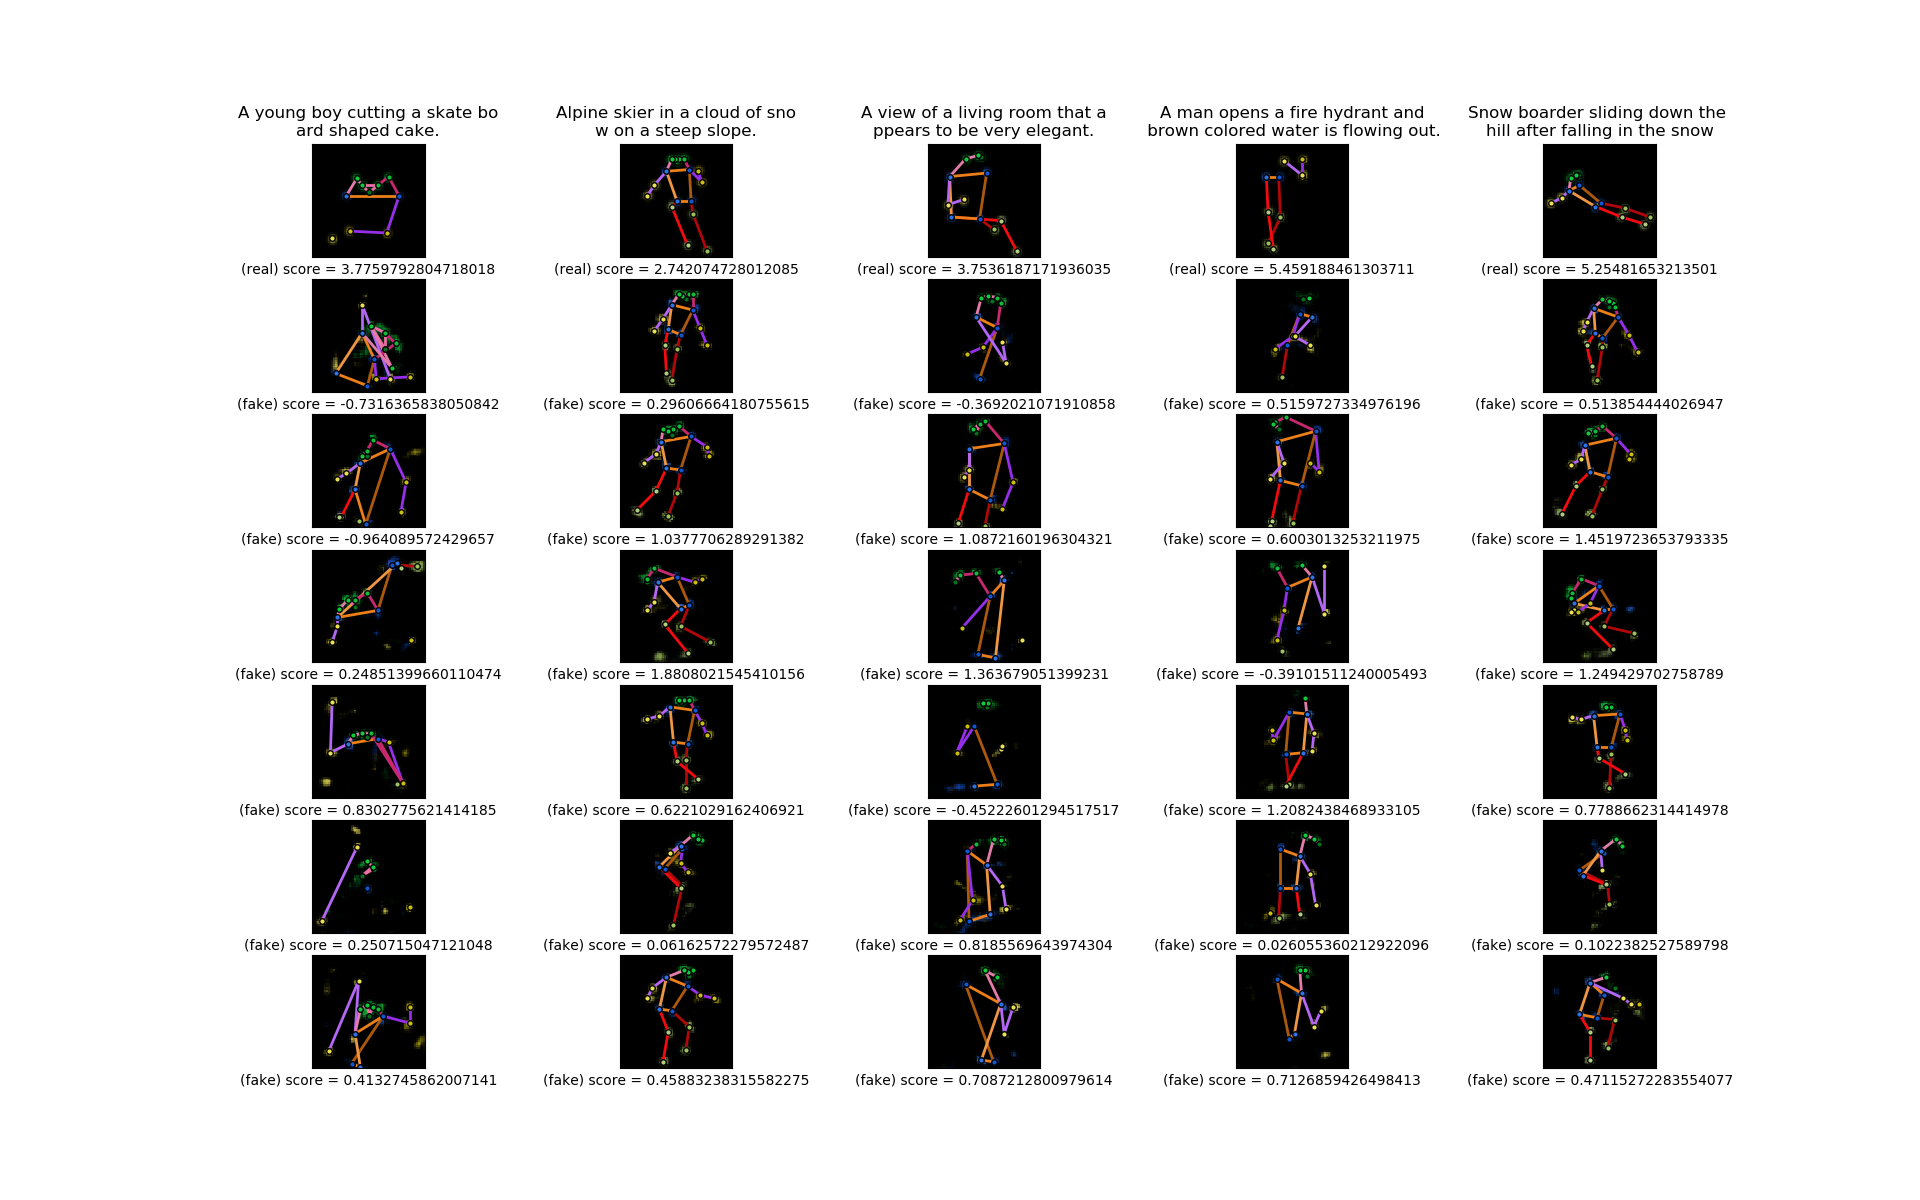 A young boy cutting a skate bo
ard shaped cake.
Alpine skier in a cloud of sno
w on a steep slope.
A view of a living room that a
ppears to be very elegant.
A man opens a fire hydrant and
brown colored water is flowing out.
Snow boarder sliding down the
hill after falling in the snow
(real) score = 3.7759792804718018
(real) score = 2.742074728012085
(real) score = 3.7536187171936035
(real) score = 5.459188461303711
(real) score = 5.25481653213501
(fake) score = -0.7316365838050842
(fake) score = 0.29606664180755615
(fake) score = -0.3692021071910858
(fake) score = 0.5159727334976196
(fake) score = 0.513854444026947
(fake) score = -0.964089572429657
(fake) score = 1.0377706289291382
(fake) score = 1.0872160196304321
(fake) score = 0.6003013253211975
(fake) score = 1.4519723653793335
(fake) score = 0.24851399660110474
(fake) score = 1.8808021545410156
(fake) score = 1.363679051399231
(fake) score = -0.39101511240005493
(fake) score = 1.249429702758789
(fake) score = 0.8302775621414185
(fake) score = 0.6221029162406921
(fake) score = -0.45222601294517517
(fake) score = 1.2082438468933105
(fake) score = 0.7788662314414978
(fake) score = 0.250715047121048
(fake) score = 0.06162572279572487
(fake) score = 0.8185569643974304
(fake) score = 0.026055360212922096
(fake) score = 0.1022382527589798
(fake) score = 0.4132745862007141
(fake) score = 0.45883238315582275
(fake) score = 0.7087212800979614
(fake) score = 0.7126859426498413
(fake) score = 0.47115272283554077